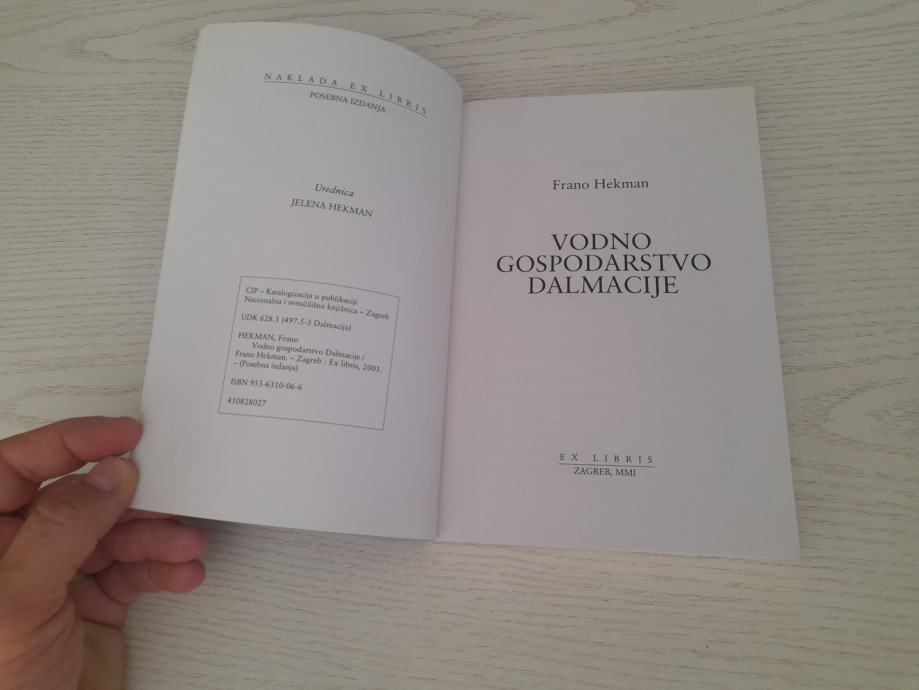 NAKLADA EX LIBRIS
POSEBNA IZDANJA
Urednica
JELENA HEKMAN
CIP – Katalogizacija u publikaciji
Nacionalna i sveučilišna knjižnica – Zagreb
UDK 628.1 (497.5-3 Dalmacija)
HEKMAN, Frano
Vodno gospodarstvo Dalmacije /
Frano Hekman. – Zagreb : Ex libris, 2001.
– (Posebna izdanja)
ISBN 953-6310-06-6
410828027
Frano Hekman
VODNO
GOSPODARSTVO
DALMACIJE
EX LIBRIS
ZAGREB, MMI